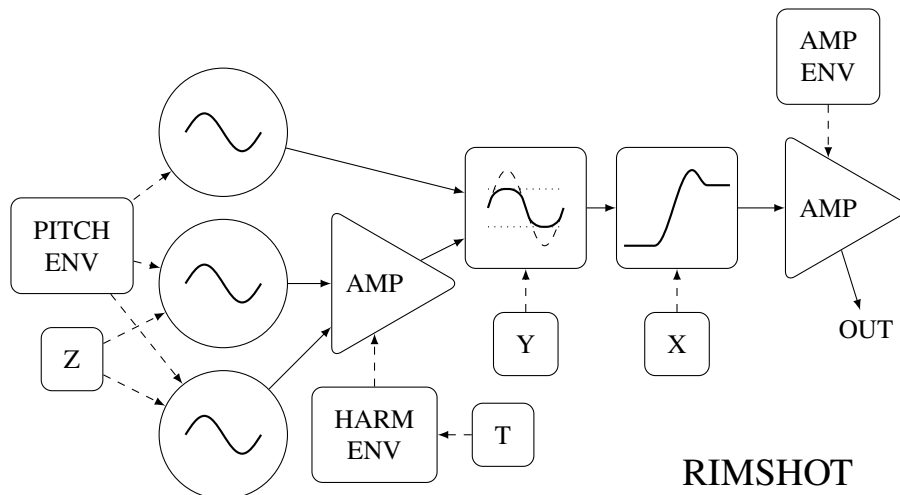 AMP
ENV
PITCH
ENV
AMP
AMP
Z
Y
X
OUT
HARM
ENV
T
RIMSHOT